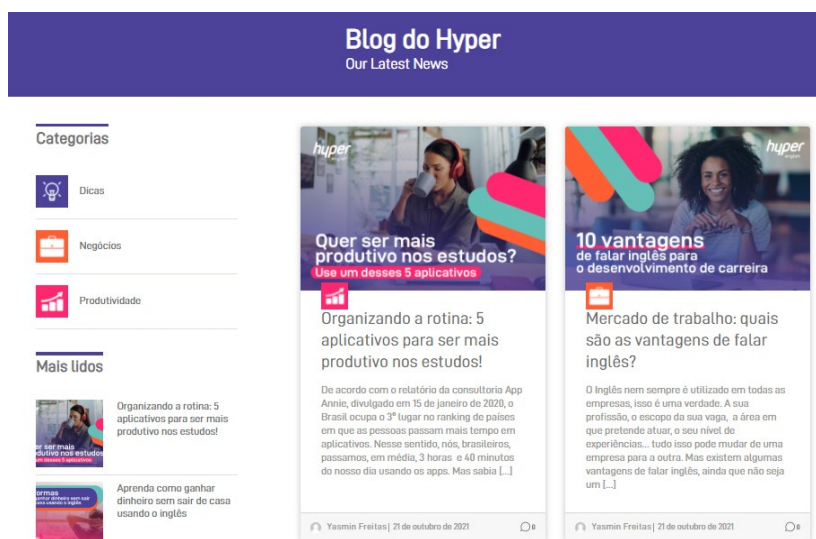 Blog do Hyper
Our Latest News
Categorias
Dicas
Negócios
Produtividade
Mais lidos
Organizando a rotina: 5
aplicativos para ser mais
produtivo nos estudos!
Aprenda como ganhar
dinheiro sem sair de casa
usando o inglês
hyper
Quer ser mais
produtivo nos estudos?
Use um desses 5 aplicativos
Organizando a rotina: 5
aplicativos para ser mais
produtivo nos estudos!
De acordo com o relatório da consultoria App
Annie, divulgado em 15 de janeiro de 2020, o
Brasil ocupa o 3º lugar no ranking de países
em que as pessoas passam mais tempo em
aplicativos. Nesse sentido, nós, brasileiros,
passamos, em média, 3 horas e 40 minutos
do nosso dia usando os apps. Mas sabia [...]
Yasmin Freitas | 21 de outubro de 2021
0
hyper
10 vantagens
de falar inglês para
o desenvolvimento de carreira
Mercado de trabalho: quais
são as vantagens de falar
inglês?
O Inglês nem sempre é utilizado em todas as
empresas, isso é uma verdade. A sua
profissão, o escopo da sua vaga, a área em
que pretende atuar, o seu nível de
experiências... tudo isso pode mudar de uma
empresa para a outra. Mas existem algumas
vantagens de falar inglês, ainda que não seja
um [...]
Yasmin Freitas | 21 de outubro de 2021
0